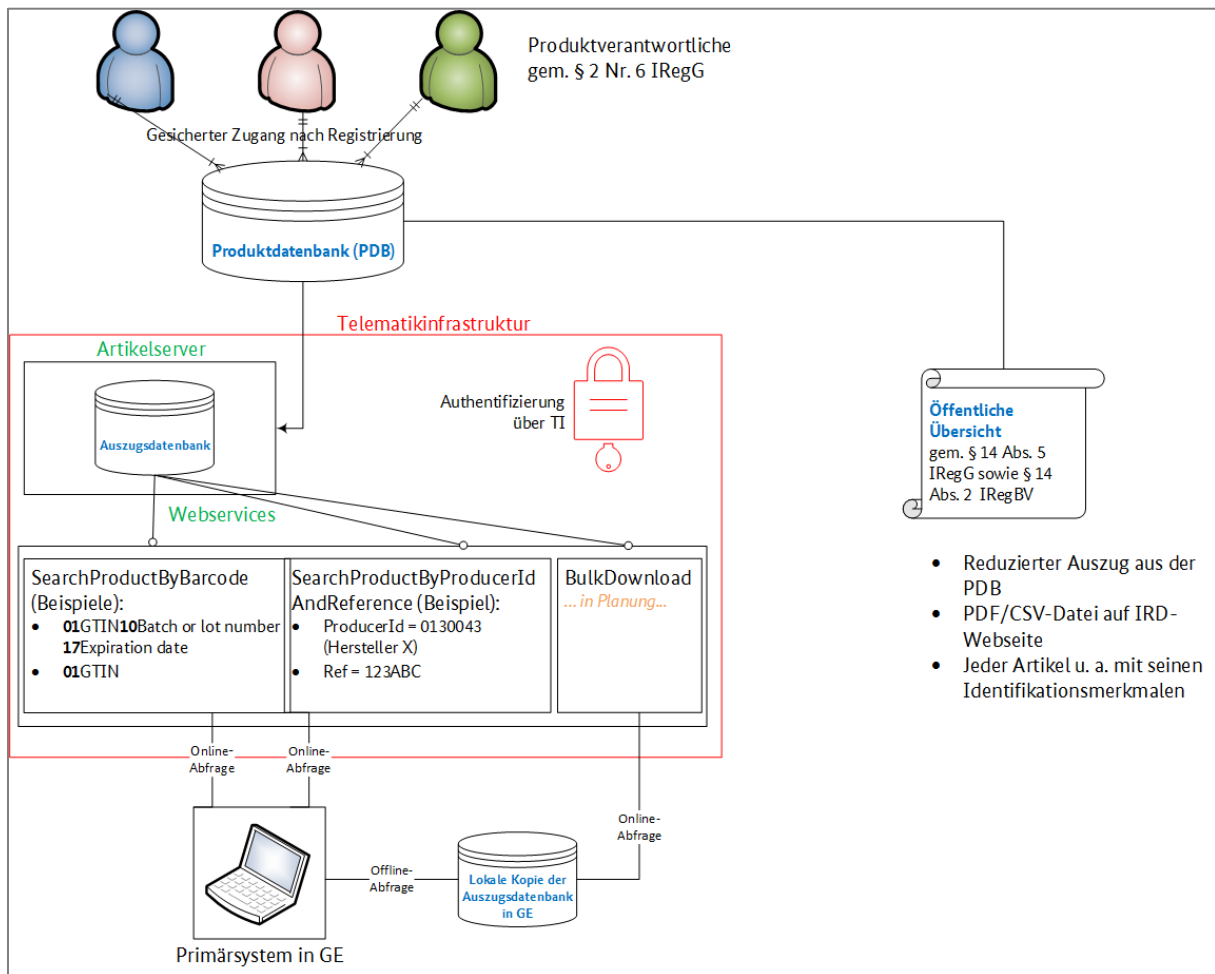 Produktverantwortliche
gem. § 2 Nr. 6 IRegG
Gesicherter Zugang nach Registrierung
Produktdatenbank (PDB)
Telematikinfrastruktur
Artikelserver
Auszugsdatenbank
Authentifizierung
über TI
Webservices
SearchProductByBarcode
(Beispiele):
• 01GTIN10Batch or lot number
17Expiration date
• 01GTIN
SearchProductByProducerId
AndReference (Beispiel):
• ProducerId = 0130043
(Hersteller X)
• Ref = 123ABC
BulkDownload
... in Planung...
Öffentliche
Übersicht
gem. § 14 Abs. 5
IRegG sowie § 14
Abs. 2 IRegBV
• Reduzierter Auszug aus der
PDB
• PDF/CSV-Datei auf IRD-
Webseite
• Jeder Artikel u. a. mit seinen
Identifikationsmerkmalen
Online-
Abfrage
Online-
Abfrage
Online-
Abfrage
Offline-
Abfrage
Lokale Kopie der
Auszugsdatenbank
in GE
Primärsystem in GE